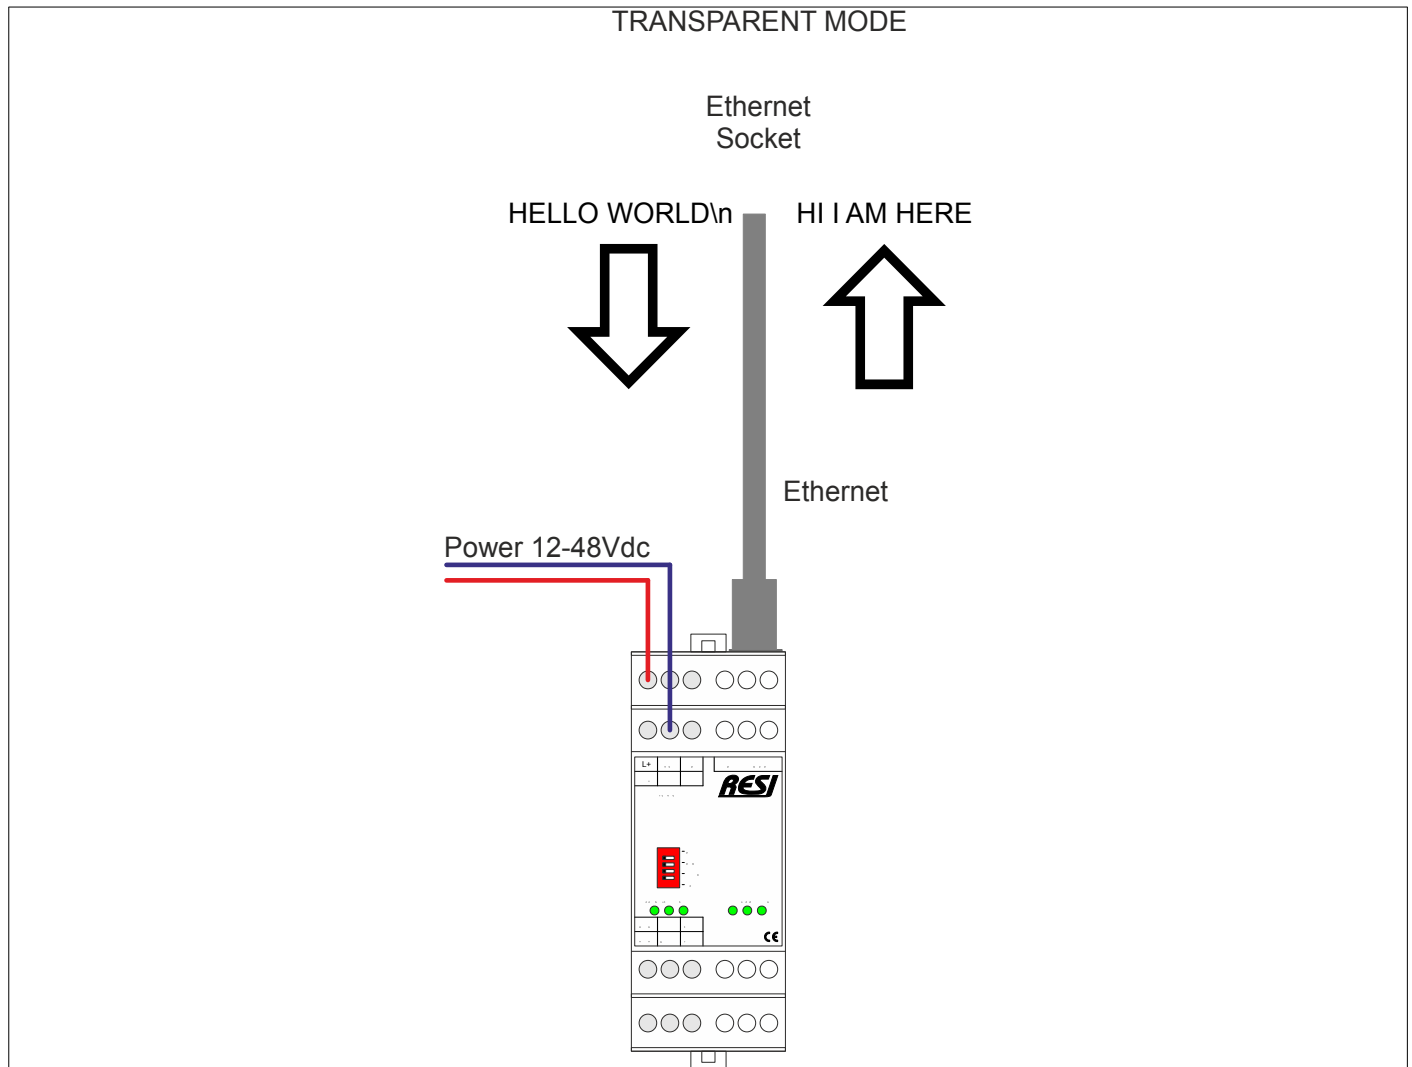 TRANSPARENT MODE
Ethernet
Socket
HELLO WORLD\n
HI I AM HERE
Ethernet
Power 12-48Vdc
L+
RESI
CE